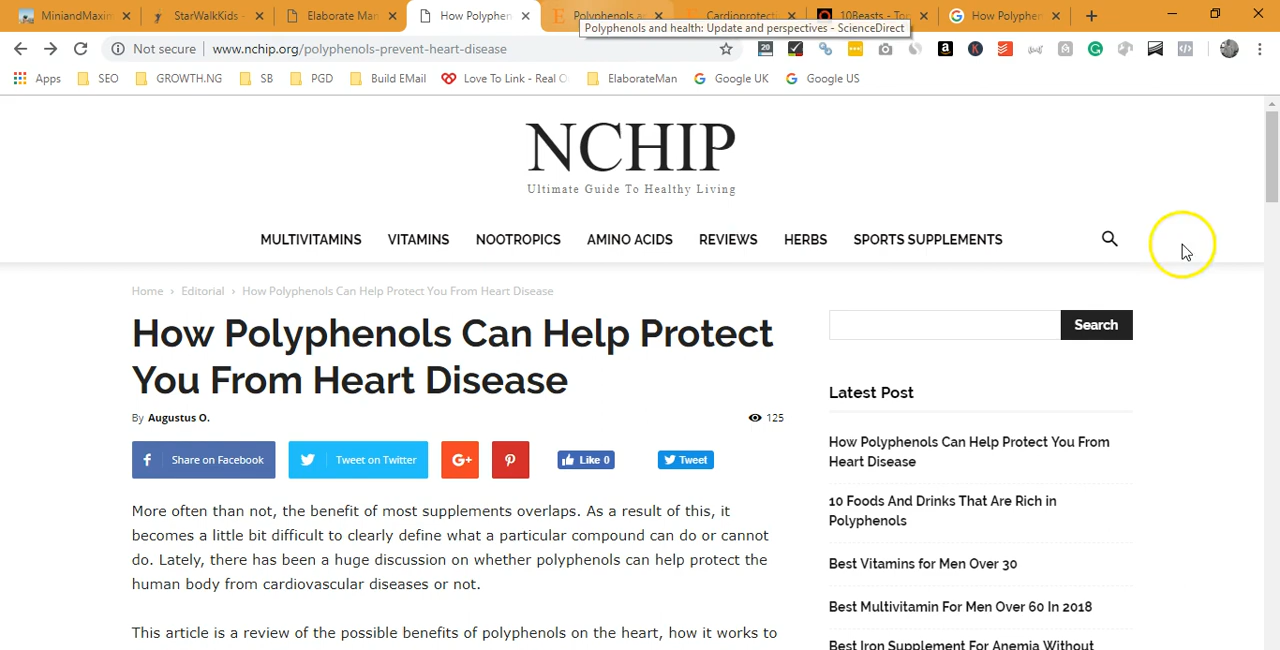 MiniandMaxim
StarWalkKids -
Elaborate Man
How Polyphen
Polyphenols a
Cardioprotecti
10Beasts - To
How Polyphen
Polyphenols and health: Update and perspectives - ScienceDirect
Not secure
www.nchip.org/polyphenols-prevent-heart-disease
20
Apps
SEO
GROWTH.NG
SB
PGD
Build EMail
Love To Link - Real C
ElaborateMan
Google UK
Google US
NCHIP
Ultimate Guide To Healthy Living
MULTIVITAMINS VITAMINS NOOTROPICS AMINO ACIDS REVIEWS HERBS SPORTS SUPPLEMENTS
Home › Editorial › How Polyphenols Can Help Protect You From Heart Disease
How Polyphenols Can Help Protect
You From Heart Disease
By Augustus O.
125
Share on Facebook
Tweet on Twitter
G+
Like 0
Tweet
More often than not, the benefit of most supplements overlaps. As a result of this, it
becomes a little bit difficult to clearly define what a particular compound can do or cannot
do. Lately, there has been a huge discussion on whether polyphenols can help protect the
human body from cardiovascular diseases or not.
This article is a review of the possible benefits of polyphenols on the heart, how it works to
Search
Latest Post
How Polyphenols Can Help Protect You From
Heart Disease
10 Foods And Drinks That Are Rich in
Polyphenols
Best Vitamins for Men Over 30
Best Multivitamin For Men Over 60 In 2018
Best Iron Supplement For Anemia Without